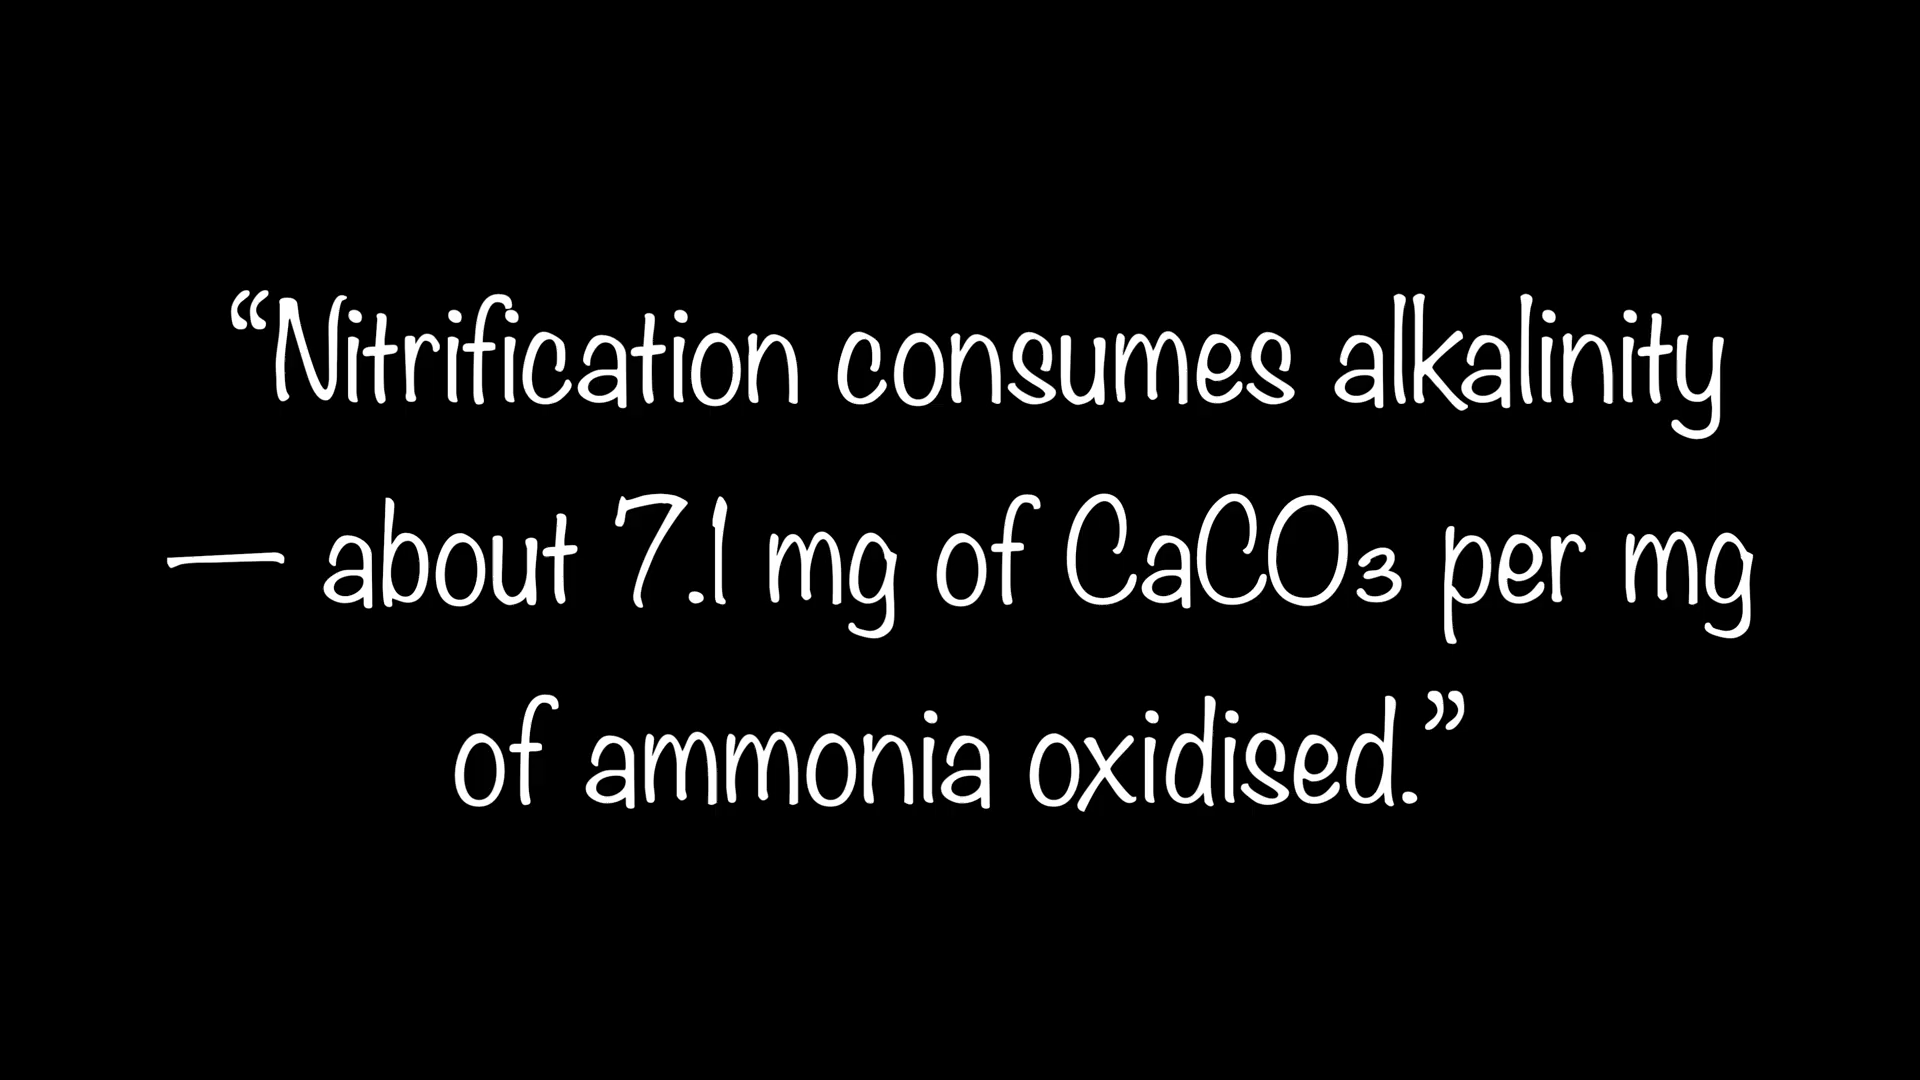 “Nitrification consumes alkalinity
— about 7.1 mg of CaCO₃ per mg
of ammonia oxidised.”